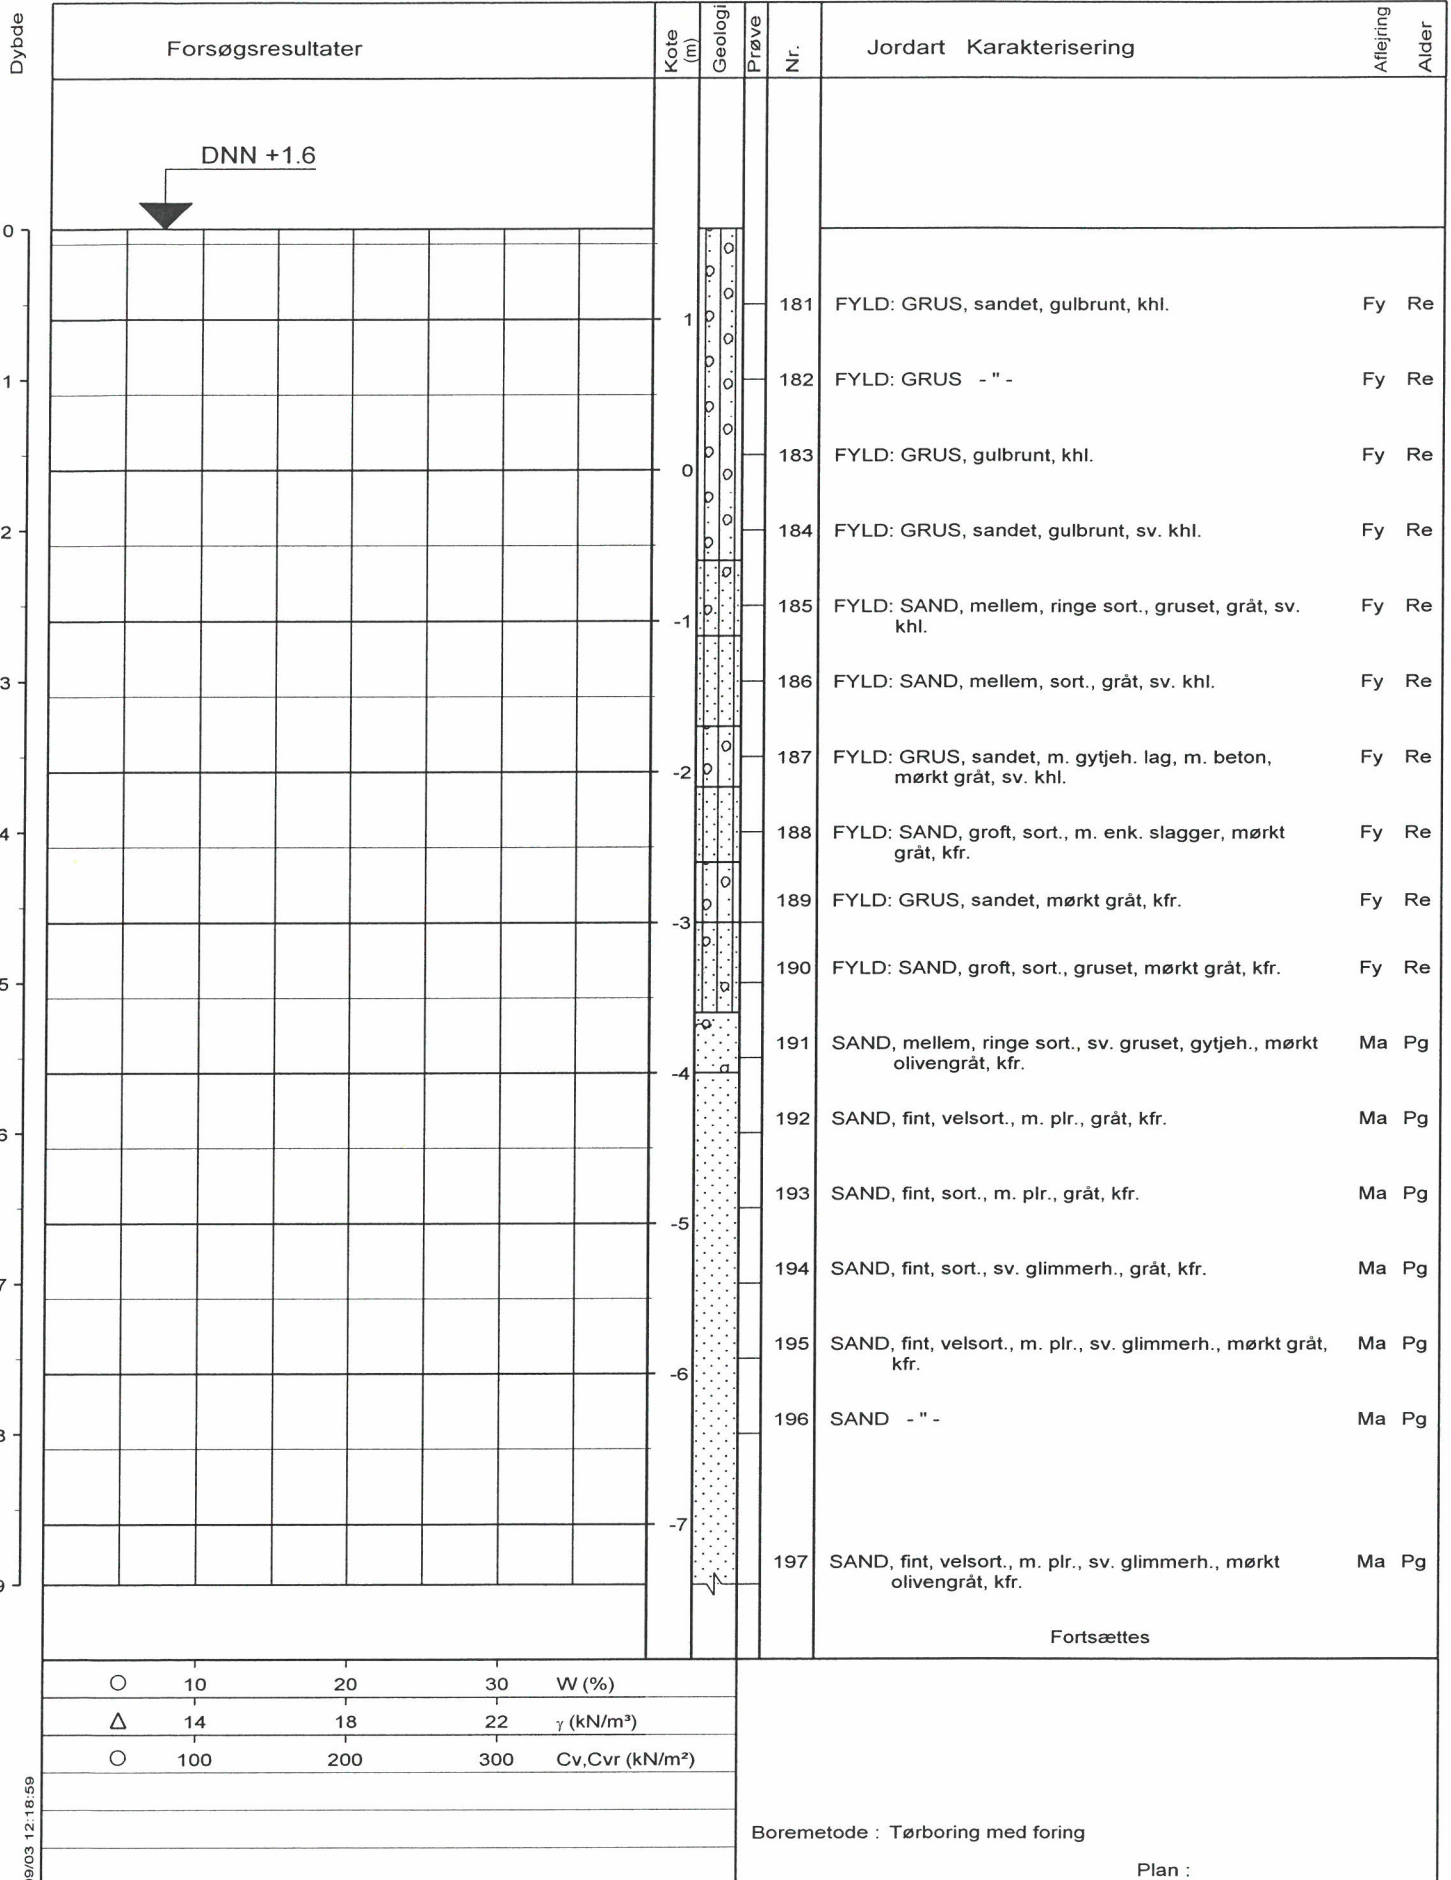 Dybde
Forsøgsresultater
Kote (m)
Geologi
Prøve
Nr.
Jordart Karakterisering
Aflejring
Alder
DNN +1.6
0
1
2
3
4
5
6
7
8
9
1
0
-1
-2
-3
-4
-5
-6
-7
181 FYLD: GRUS, sandet, gulbrunt, khl. Fy Re
182 FYLD: GRUS - " - Fy Re
183 FYLD: GRUS, gulbrunt, khl. Fy Re
184 FYLD: GRUS, sandet, gulbrunt, sv. khl. Fy Re
185 FYLD: SAND, mellem, ringe sort., gruset, gråt, sv. Fy Re
khl.
186 FYLD: SAND, mellem, sort., gråt, sv. khl. Fy Re
187 FYLD: GRUS, sandet, m. gytjeh. lag, m. beton, Fy Re
mørkt gråt, sv. khl.
188 FYLD: SAND, groft, sort., m. enk. slagger, mørkt Fy Re
gråt, kfr.
189 FYLD: GRUS, sandet, mørkt gråt, kfr. Fy Re
190 FYLD: SAND, groft, sort., gruset, mørkt gråt, kfr. Fy Re
191 SAND, mellem, ringe sort., sv. gruset, gytjeh., mørkt Ma Pg
olivengråt, kfr.
192 SAND, fint, velsort., m. plr., gråt, kfr. Ma Pg
193 SAND, fint, sort., m. plr., gråt, kfr. Ma Pg
194 SAND, fint, sort., sv. glimmerh., gråt, kfr. Ma Pg
195 SAND, fint, velsort., m. plr., sv. glimmerh., mørkt gråt, Ma Pg
kfr.
196 SAND - " - Ma Pg
197 SAND, fint, velsort., m. plr., sv. glimmerh., mørkt Ma Pg
olivengråt, kfr.
Fortsættes
10 20 30 W (%)
14 18 22 γ (kN/m³)
100 200 300 Cv,Cvr (kN/m²)
12:18:59
Boremetode : Tørboring med foring
Plan :